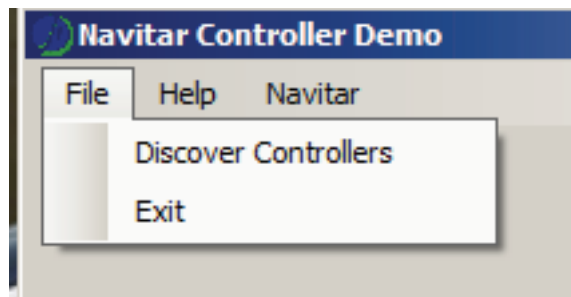 Navitar Controller Demo
File Help Navitar
Discover Controllers
Exit